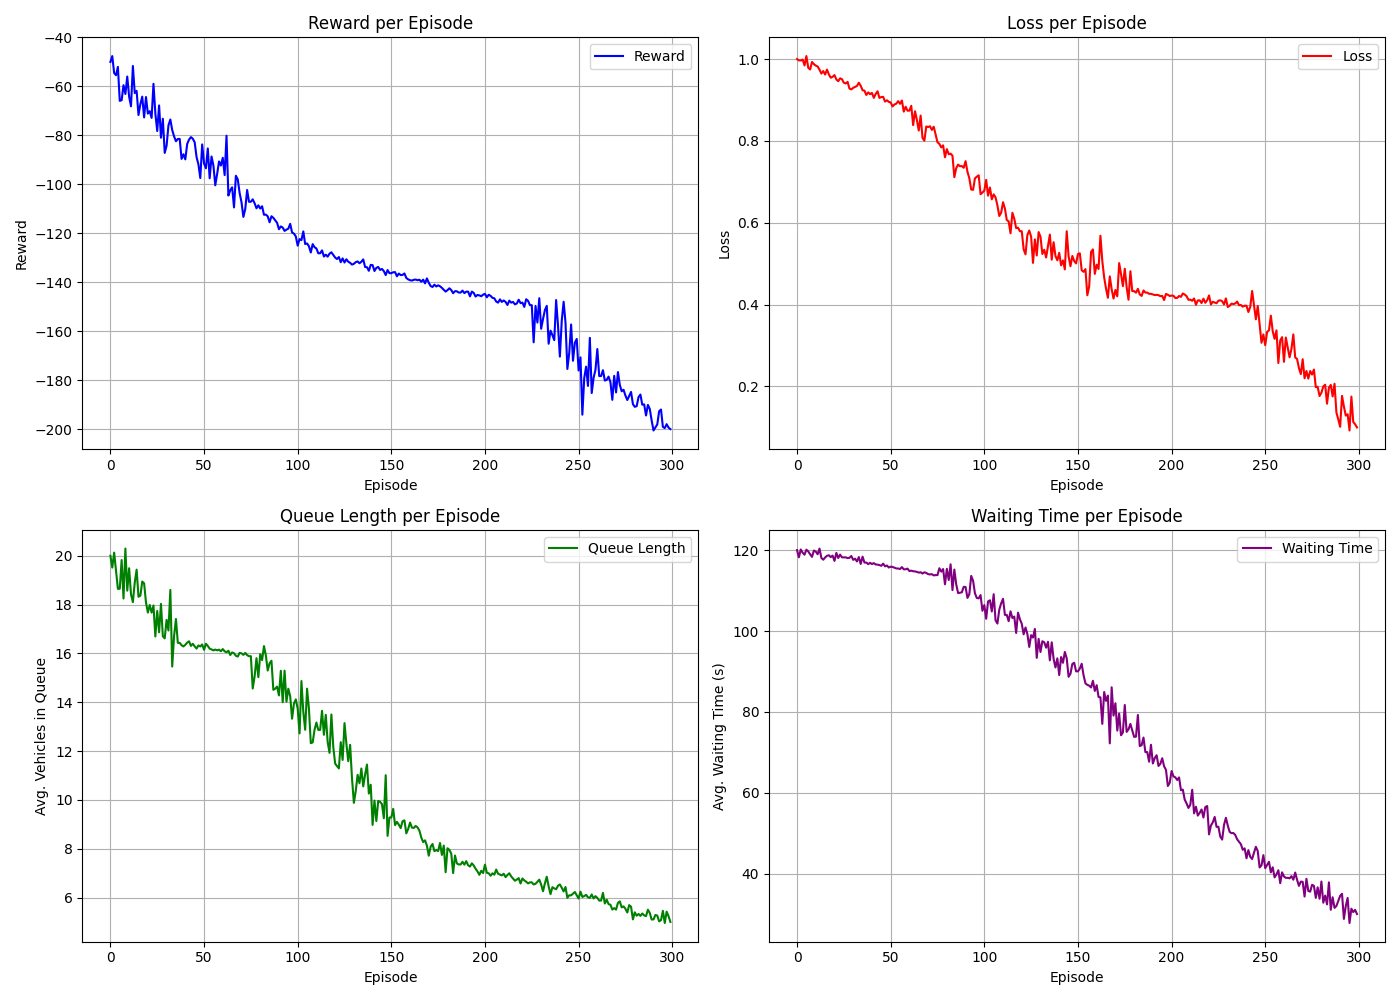 Reward per Episode
Reward
−40
−60
−80
−100
−120
−140
−160
−180
−200
Reward
0 50 100 150 200 250 300
Episode
Loss per Episode
Loss
1.0
0.8
0.6
0.4
0.2
Loss
0 50 100 150 200 250 300
Episode
Queue Length per Episode
Queue Length
20
18
16
14
12
10
8
6
Avg. Vehicles in Queue
0 50 100 150 200 250 300
Episode
Waiting Time per Episode
Waiting Time
120
100
80
60
40
Avg. Waiting Time (s)
0 50 100 150 200 250 300
Episode